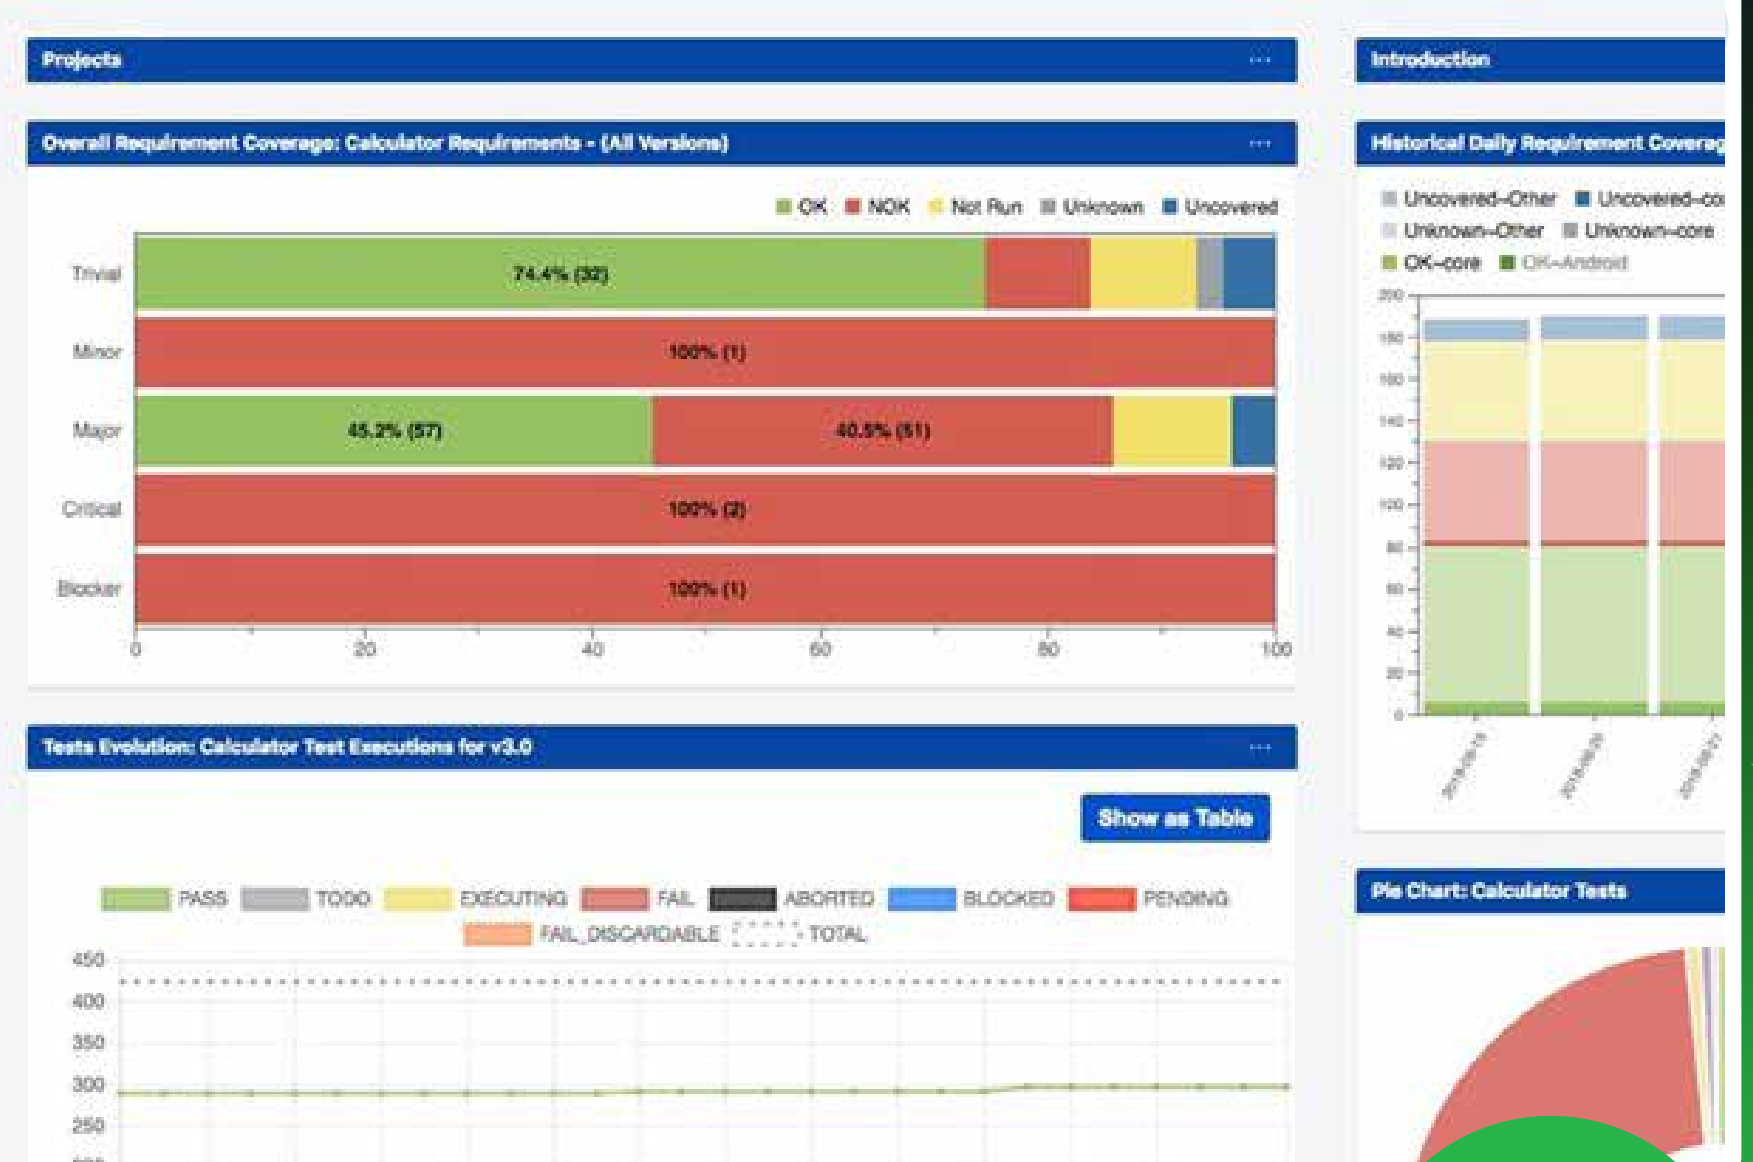 Projects
Overall Requirement Coverage: Calculator Requirements - (All Versions)
OK NOK Not Run Unknown Uncovered
Trivial 74.4% (32)
Minor 100% (1)
Major 45.2% (57) 40.5% (51)
Critical 100% (2)
Blocker 100% (1)
0 20 40 60 80 100
Tests Evolution: Calculator Test Executions for v3.0
Show as Table
PASS TODO EXECUTING FAIL ABORTED BLOCKED PENDING
FAIL_DISCARDABLE TOTAL
450
400
350
300
250
Introduction
Historical Daily Requirement
Uncovered-Other
Unknown-Other Unknown-core
OK-core OK-Android
200
180
160
140
120
100
80
60
40
20
0
Pie Chart: Calculator Tests